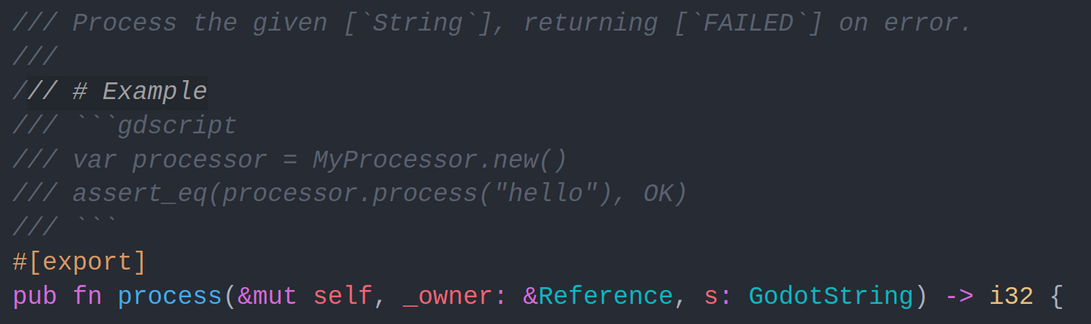 /// Process the given [`String`], returning [`FAILED`] on error.
///
/// # Example
/// ```gdscript
/// var processor = MyProcessor.new()
/// assert_eq(processor.process("hello"), OK)
/// ```
#[export]
pub fn process(&mut self, _owner: &Reference, s: GodotString) -> i32 {